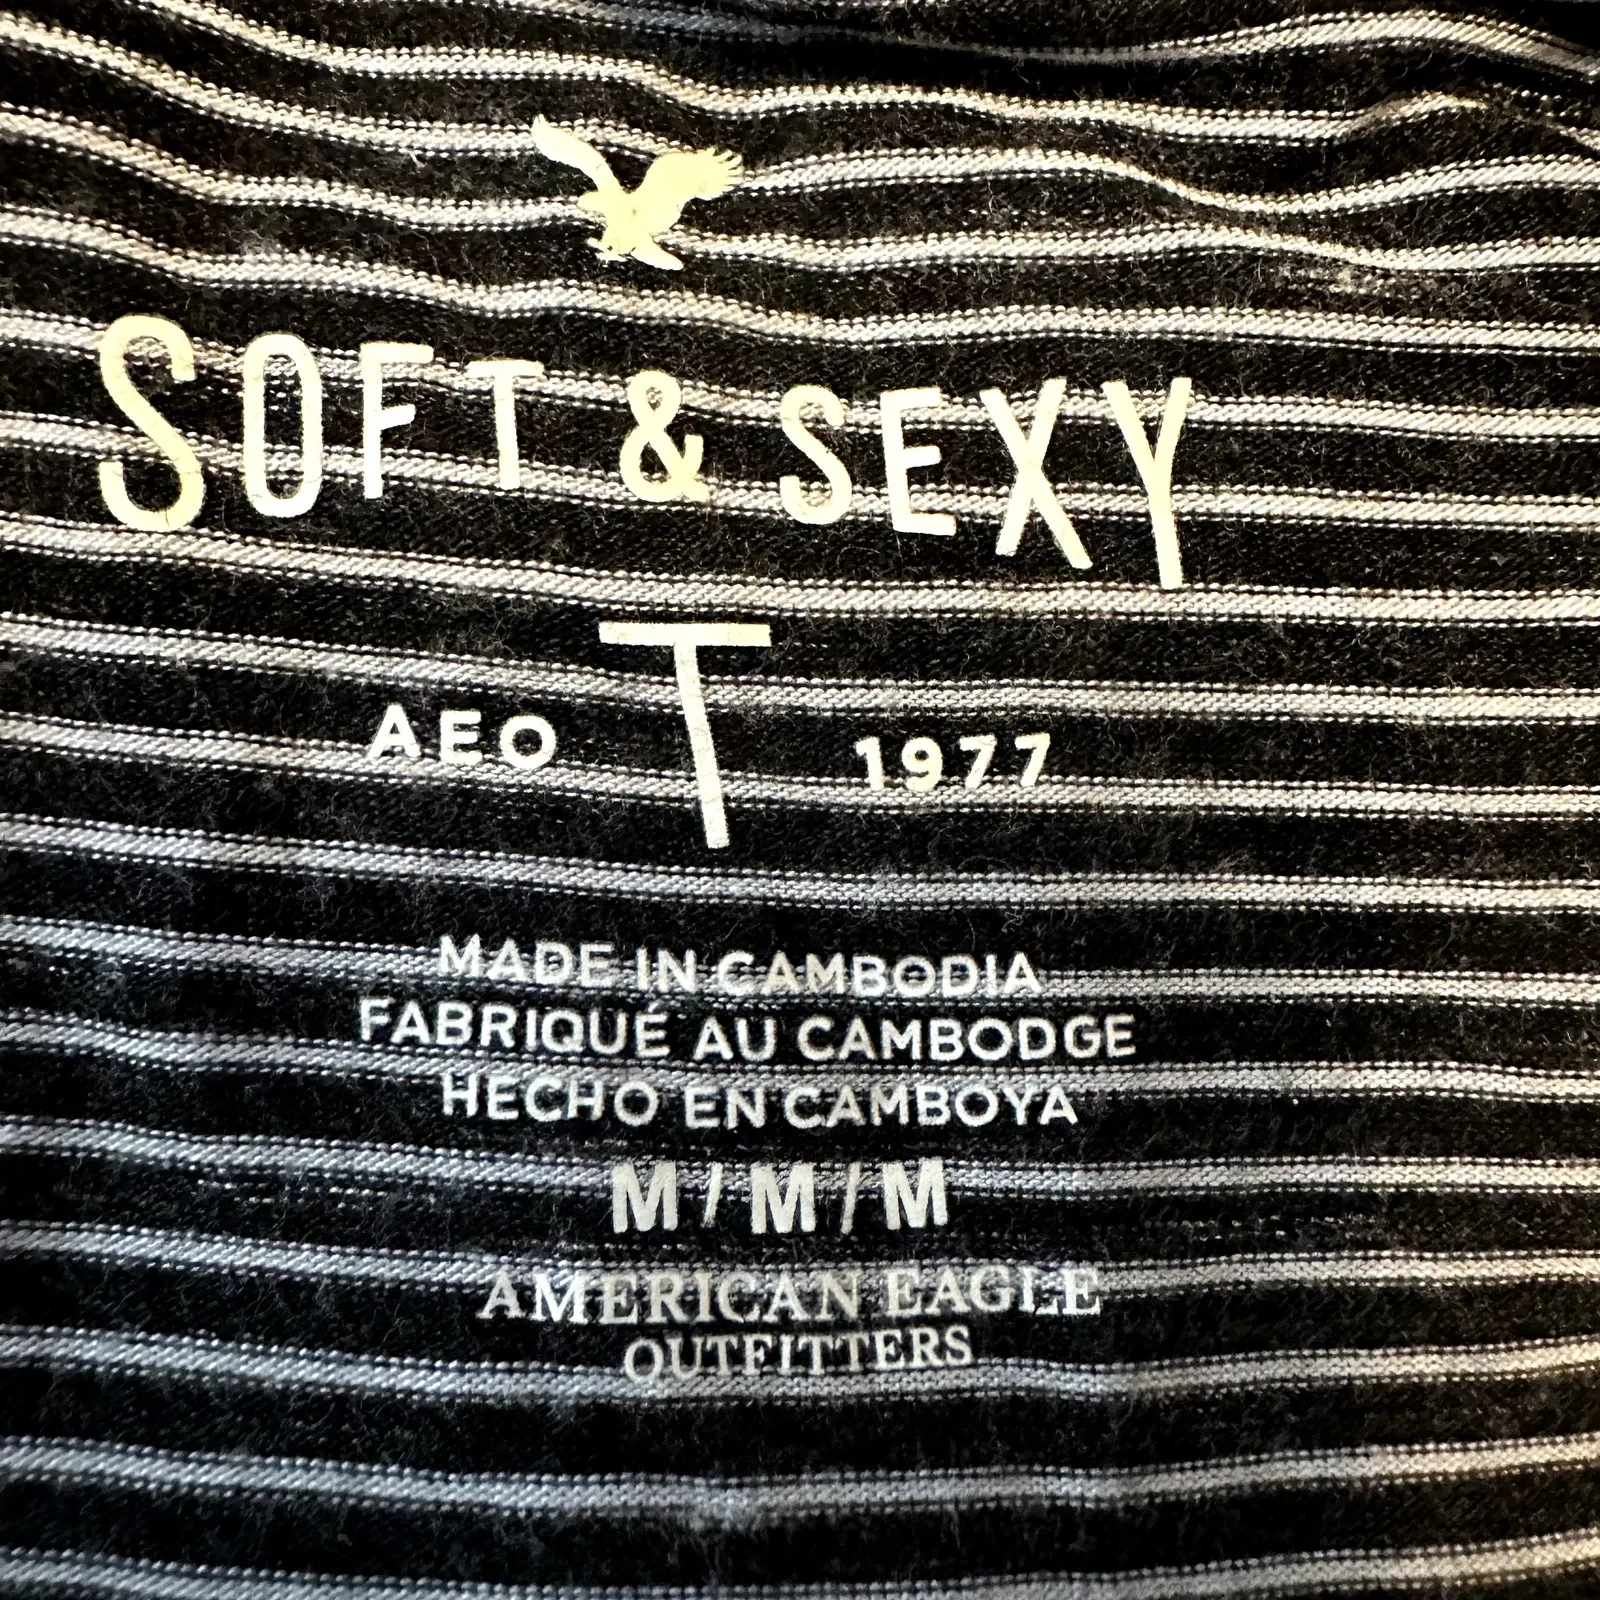 SOFT & SEXY
T
AEO 1977
MADE IN CAMBODIA
FABRIQUÉ AU CAMBODGE
HECHO EN CAMBOYA
M/M/M
AMERICAN EAGLE
OUTFITTERS